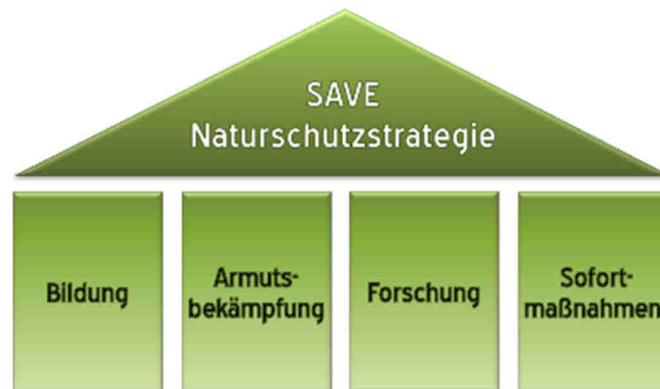 SAVE
Naturschutzstrategie
Bildung
Armuts-
bekämpfung
Forschung
Sofort-
maßnahmen